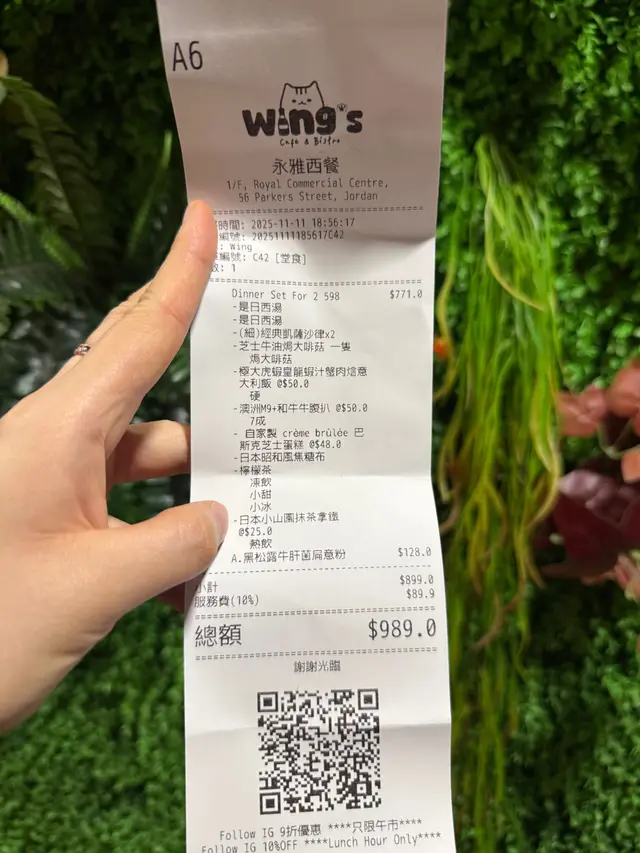 A6
Wing's
Cafe & Bistro
永雅西餐
1/F, Royal Commercial Centre,
56 Parkers Street, Jordan
時間: 2025-11-11 18:56:17
編號: 20251111185617C42
: Wing
編號: C42 [堂食]
數: 1
Dinner Set For 2 598 $771.0
-是日西湯
-是日西湯
-(細)經典凱薩沙律x2
-芝士牛油焗大啡菇 一隻
焗大啡菇
-極大虎蝦皇龍蝦汁蟹肉燴意
大利飯 @$50.0
硬
-澳洲M9+和牛牛臀扒 @$50.0
7成
- 自家製 crème brûlée 巴
斯克芝士蛋糕 @$48.0
-日本昭和風焦糖布
-檸檬茶
凍飲
小甜
小冰
-日本小山園抹茶拿鐵
@$25.0
熱飲
A.黑松露牛肝菌扁意粉 $128.0
小計 $899.0
服務費(10%) $89.9
總額 $989.0
謝謝光臨
Follow IG 9折優惠 ****只限午市****
Follow IG 10%OFF ****Lunch Hour Only****